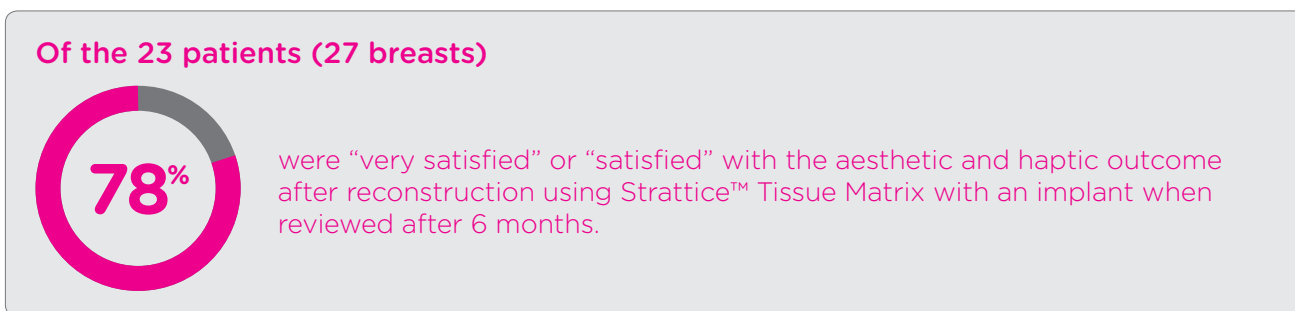 Of the 23 patients (27 breasts)
78%
were “very satisfied” or “satisfied” with the aesthetic and haptic outcome
after reconstruction using Strattice™ Tissue Matrix with an implant when
reviewed after 6 months.